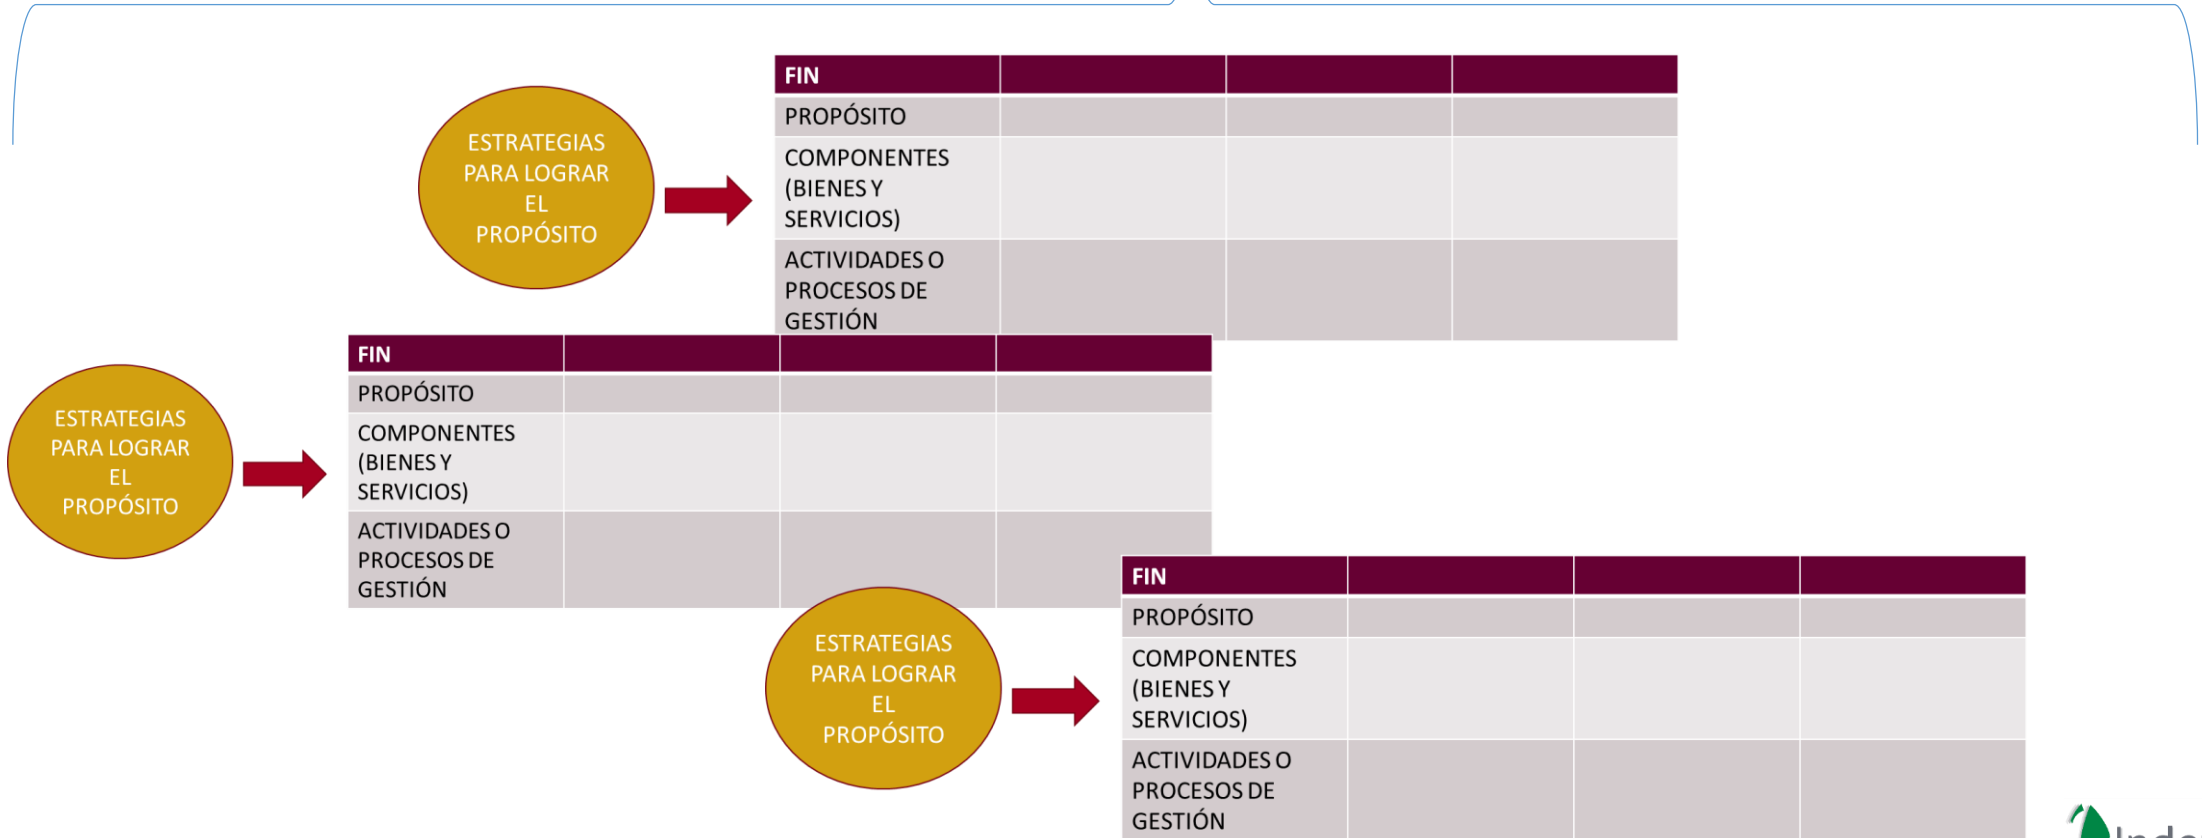 FIN
PROPÓSITO
COMPONENTES
(BIENES Y
SERVICIOS)
ACTIVIDADES O
PROCESOS DE
GESTIÓN
ESTRATEGIAS
PARA LOGRAR
EL
PROPÓSITO
FIN
PROPÓSITO
COMPONENTES
(BIENES Y
SERVICIOS)
ACTIVIDADES O
PROCESOS DE
GESTIÓN
ESTRATEGIAS
PARA LOGRAR
EL
PROPÓSITO
FIN
PROPÓSITO
COMPONENTES
(BIENES Y
SERVICIOS)
ACTIVIDADES O
PROCESOS DE
GESTIÓN
ESTRATEGIAS
PARA LOGRAR
EL
PROPÓSITO